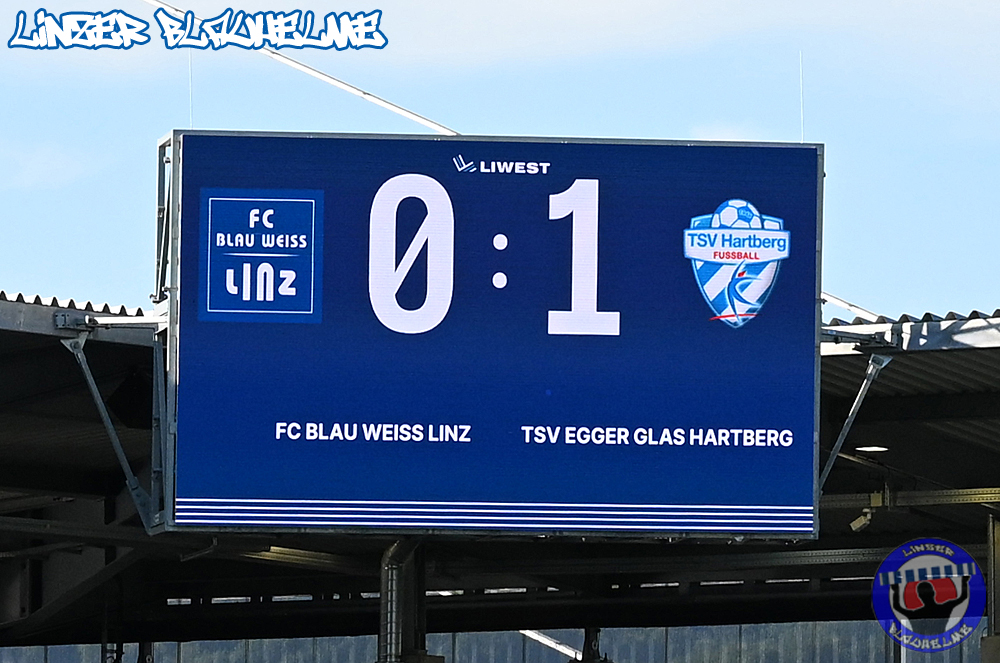 LINZER BLAUHELME
LIWEST
FC
BLAU WEISS
LINZ
0 : 1
TSV Hartberg
FUSSBALL
FC BLAU WEISS LINZ
TSV EGGER GLAS HARTBERG
LINZER
BLAUHELME